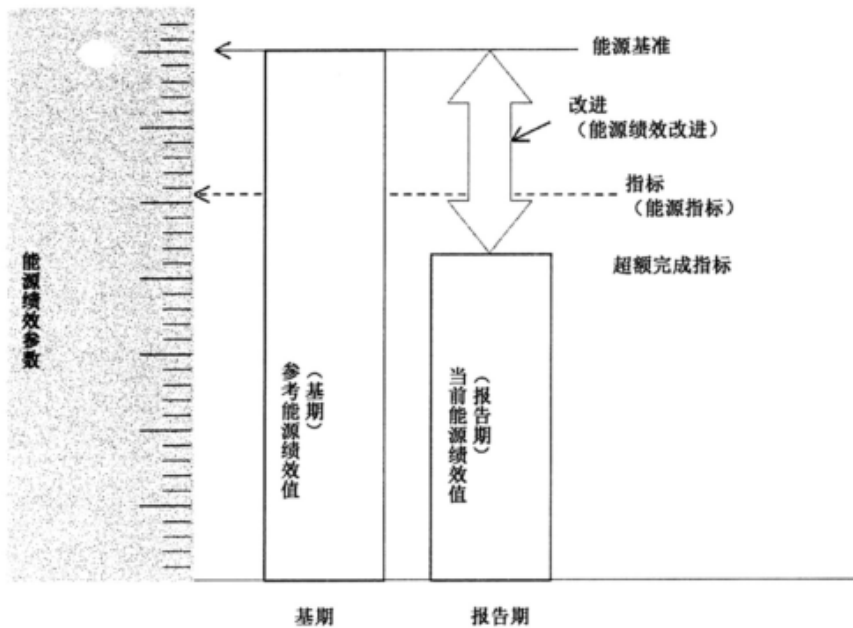 能源基准
改进
（能源绩效改进）
指标
（能源指标）
超额完成指标
能源绩效参数
（基期）
参考能源绩效值
（报告期）
当前能源绩效值
基期
报告期